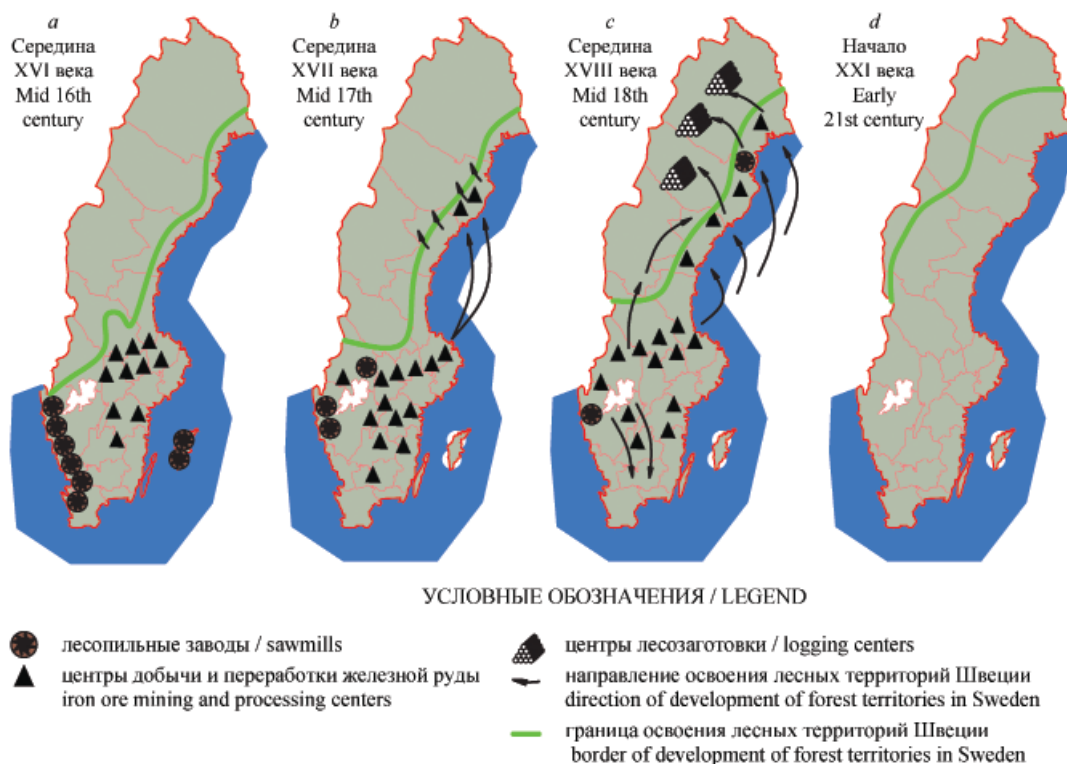 a
Середина
XVI века
Mid 16th
century
b
Середина
XVII века
Mid 17th
century
c
Середина
XVIII века
Mid 18th
century
d
Начало
XXI века
Early
21st century
УСЛОВНЫЕ ОБОЗНАЧЕНИЯ / LEGEND
лесопильные заводы / sawmills
центры добычи и переработки железной руды
iron ore mining and processing centers
центры лесозаготовки / logging centers
направление освоения лесных территорий Швеции
direction of development of forest territories in Sweden
граница освоения лесных территорий Швеции
border of development of forest territories in Sweden